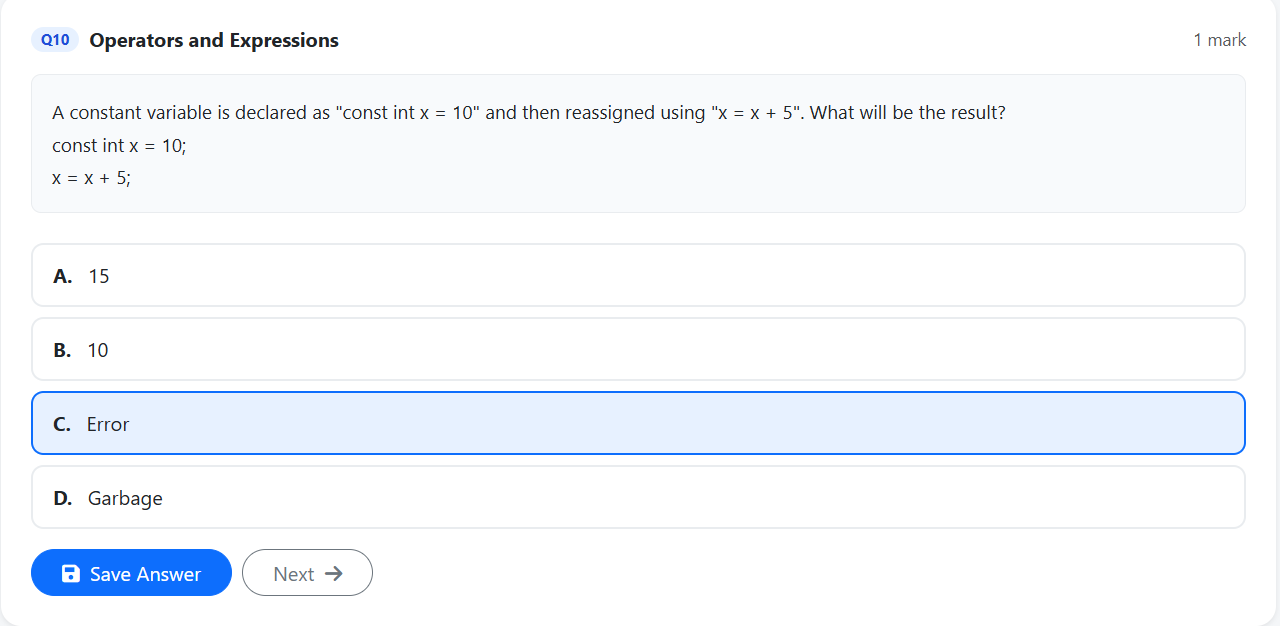 Q10 Operators and Expressions 1 mark
A constant variable is declared as "const int x = 10" and then reassigned using "x = x + 5". What will be the result?
const int x = 10;
x = x + 5;
A. 15
B. 10
C. Error
D. Garbage
Save Answer Next →